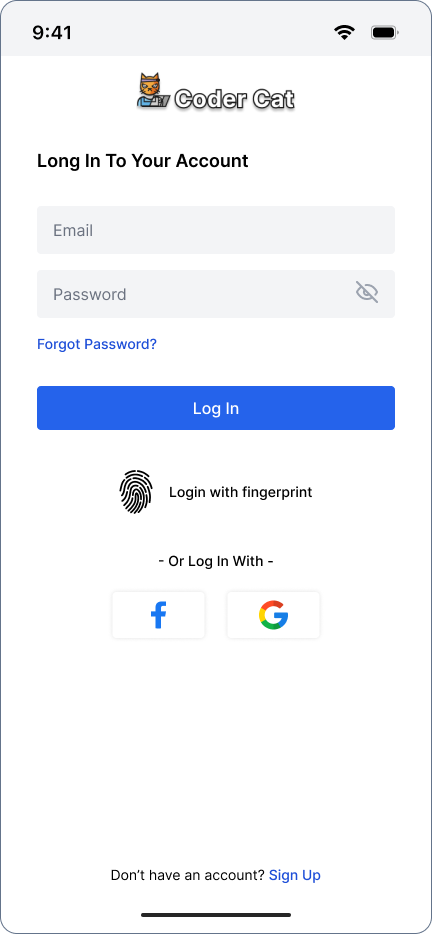 9:41
Coder Cat
Long In To Your Account
Email
Password
Forgot Password?
Log In
Login with fingerprint
- Or Log In With -
Don’t have an account? Sign Up